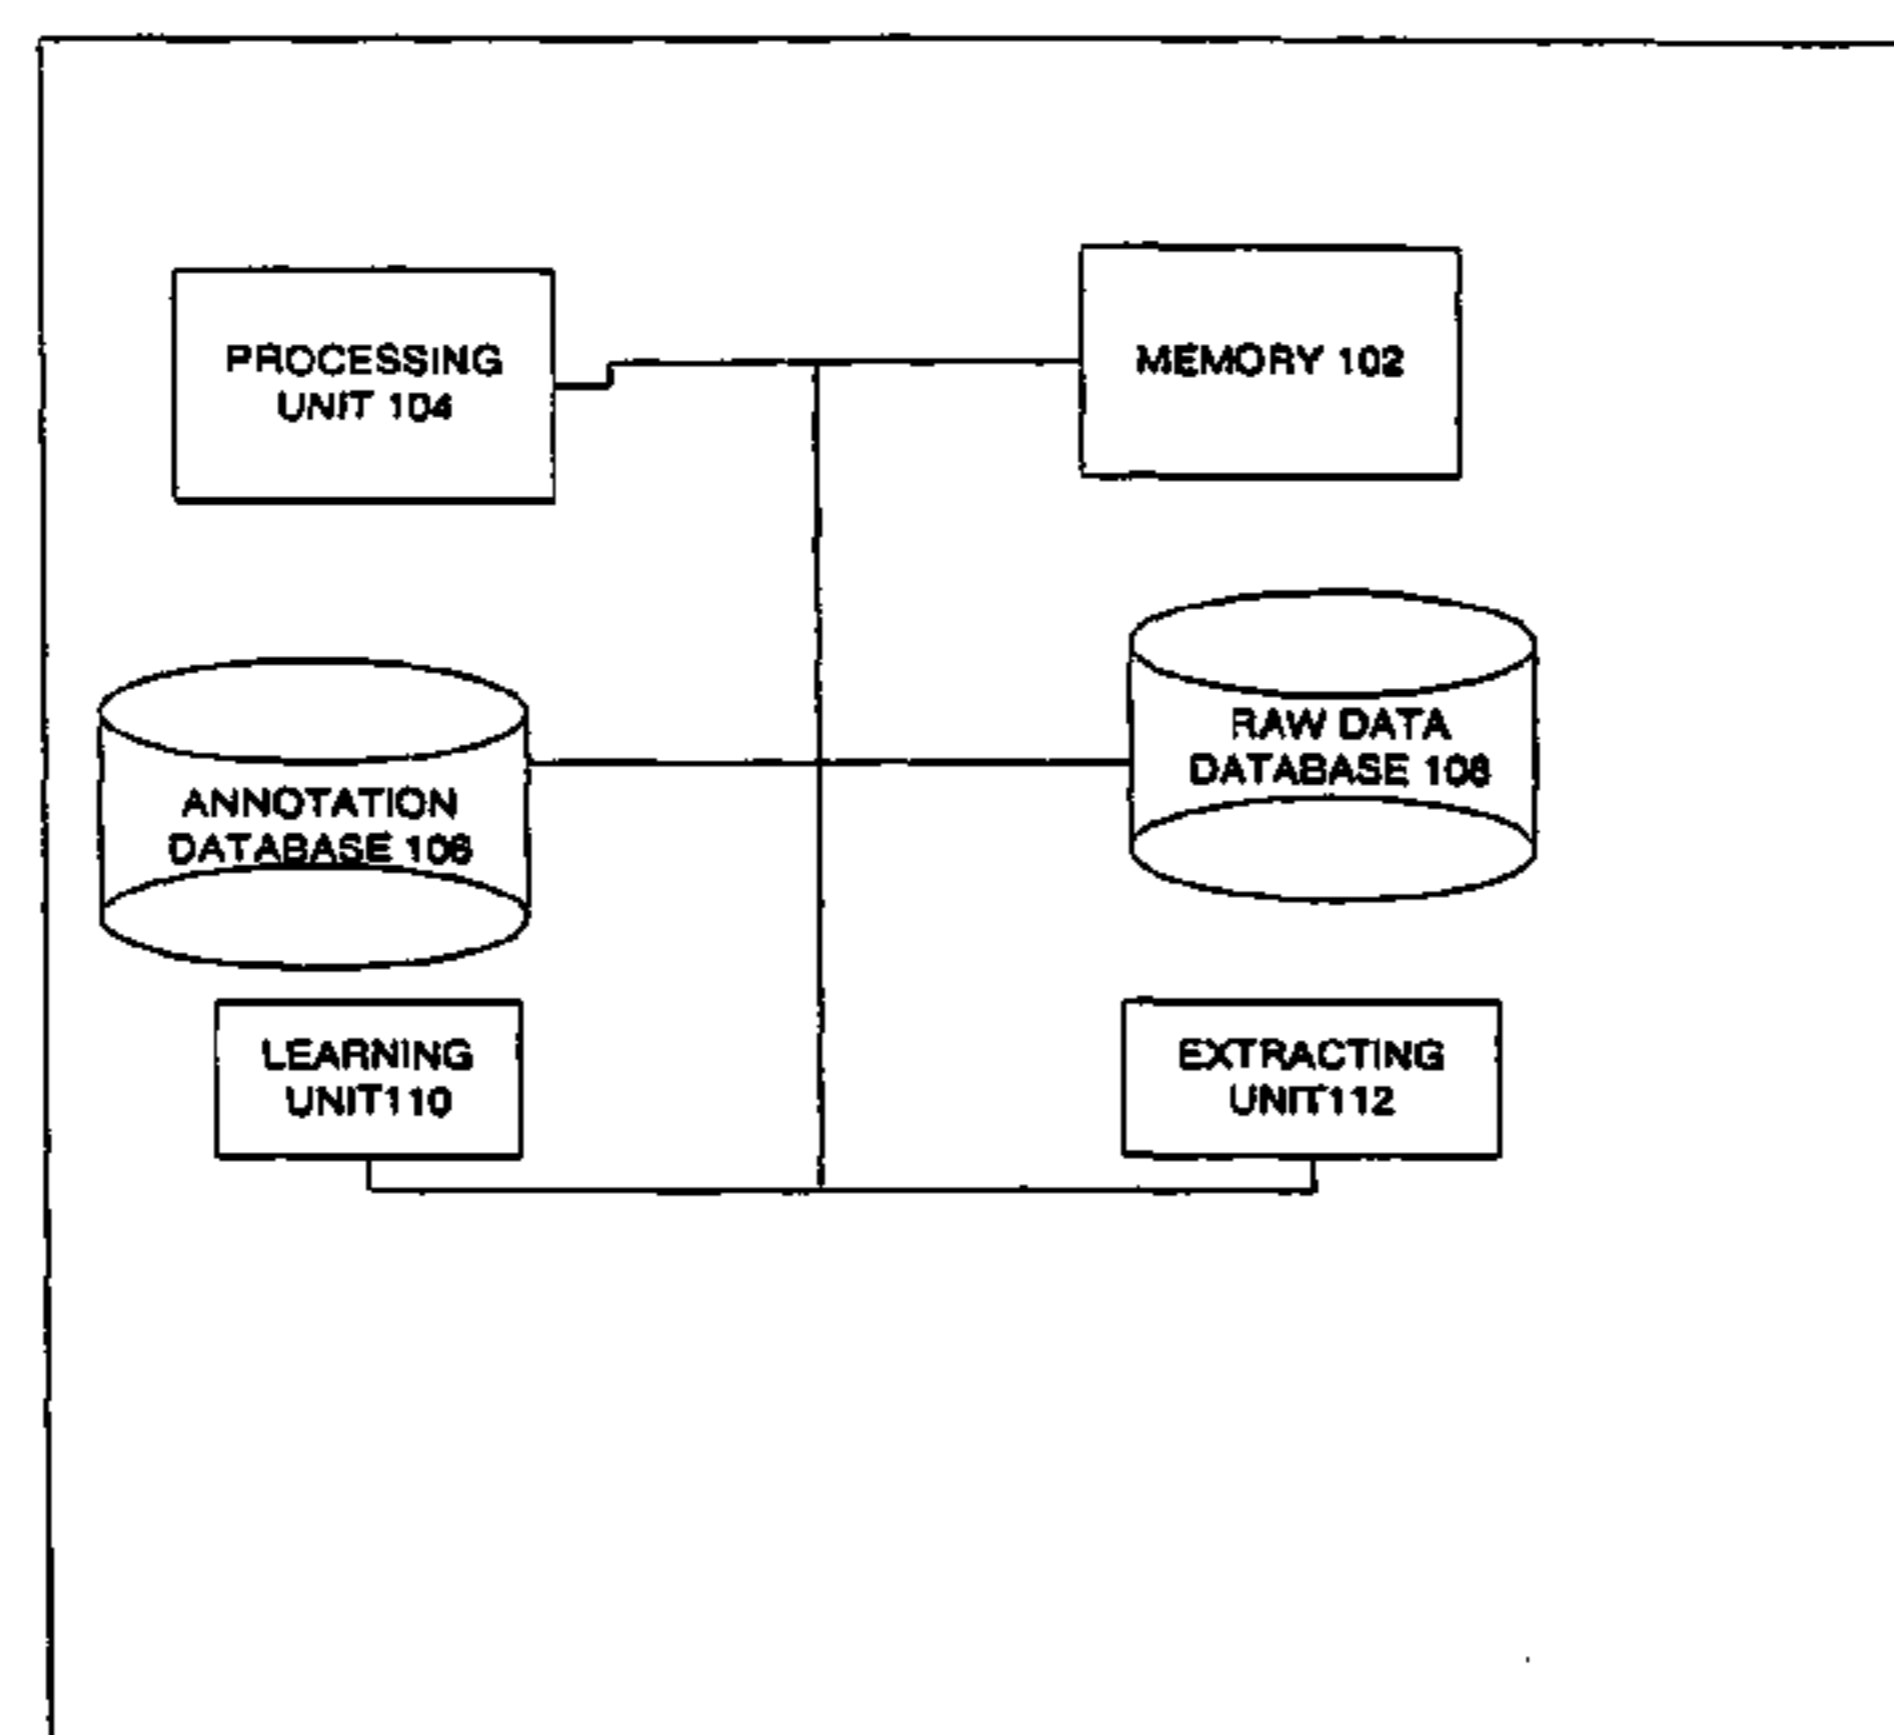 PROCESSING
UNIT 104
MEMORY 102
RAW DATA
DATABASE 108
ANNOTATION
DATABASE 106
LEARNING
UNIT110
EXTRACTING
UNIT112